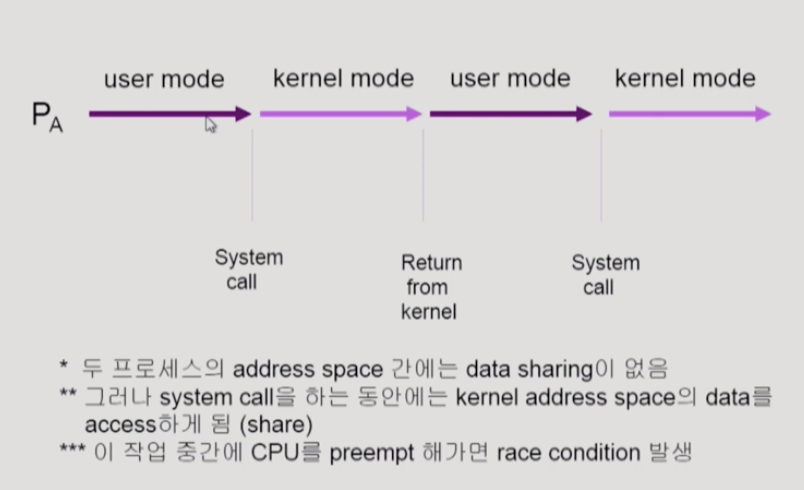 user mode kernel mode user mode kernel mode
PA
System
call
Return
from
kernel
System
call
* 두 프로세스의 address space 간에는 data sharing이 없음
** 그러나 system call을 하는 동안에는 kernel address space의 data를
access하게 됨 (share)
*** 이 작업 중간에 CPU를 preempt 해가면 race condition 발생